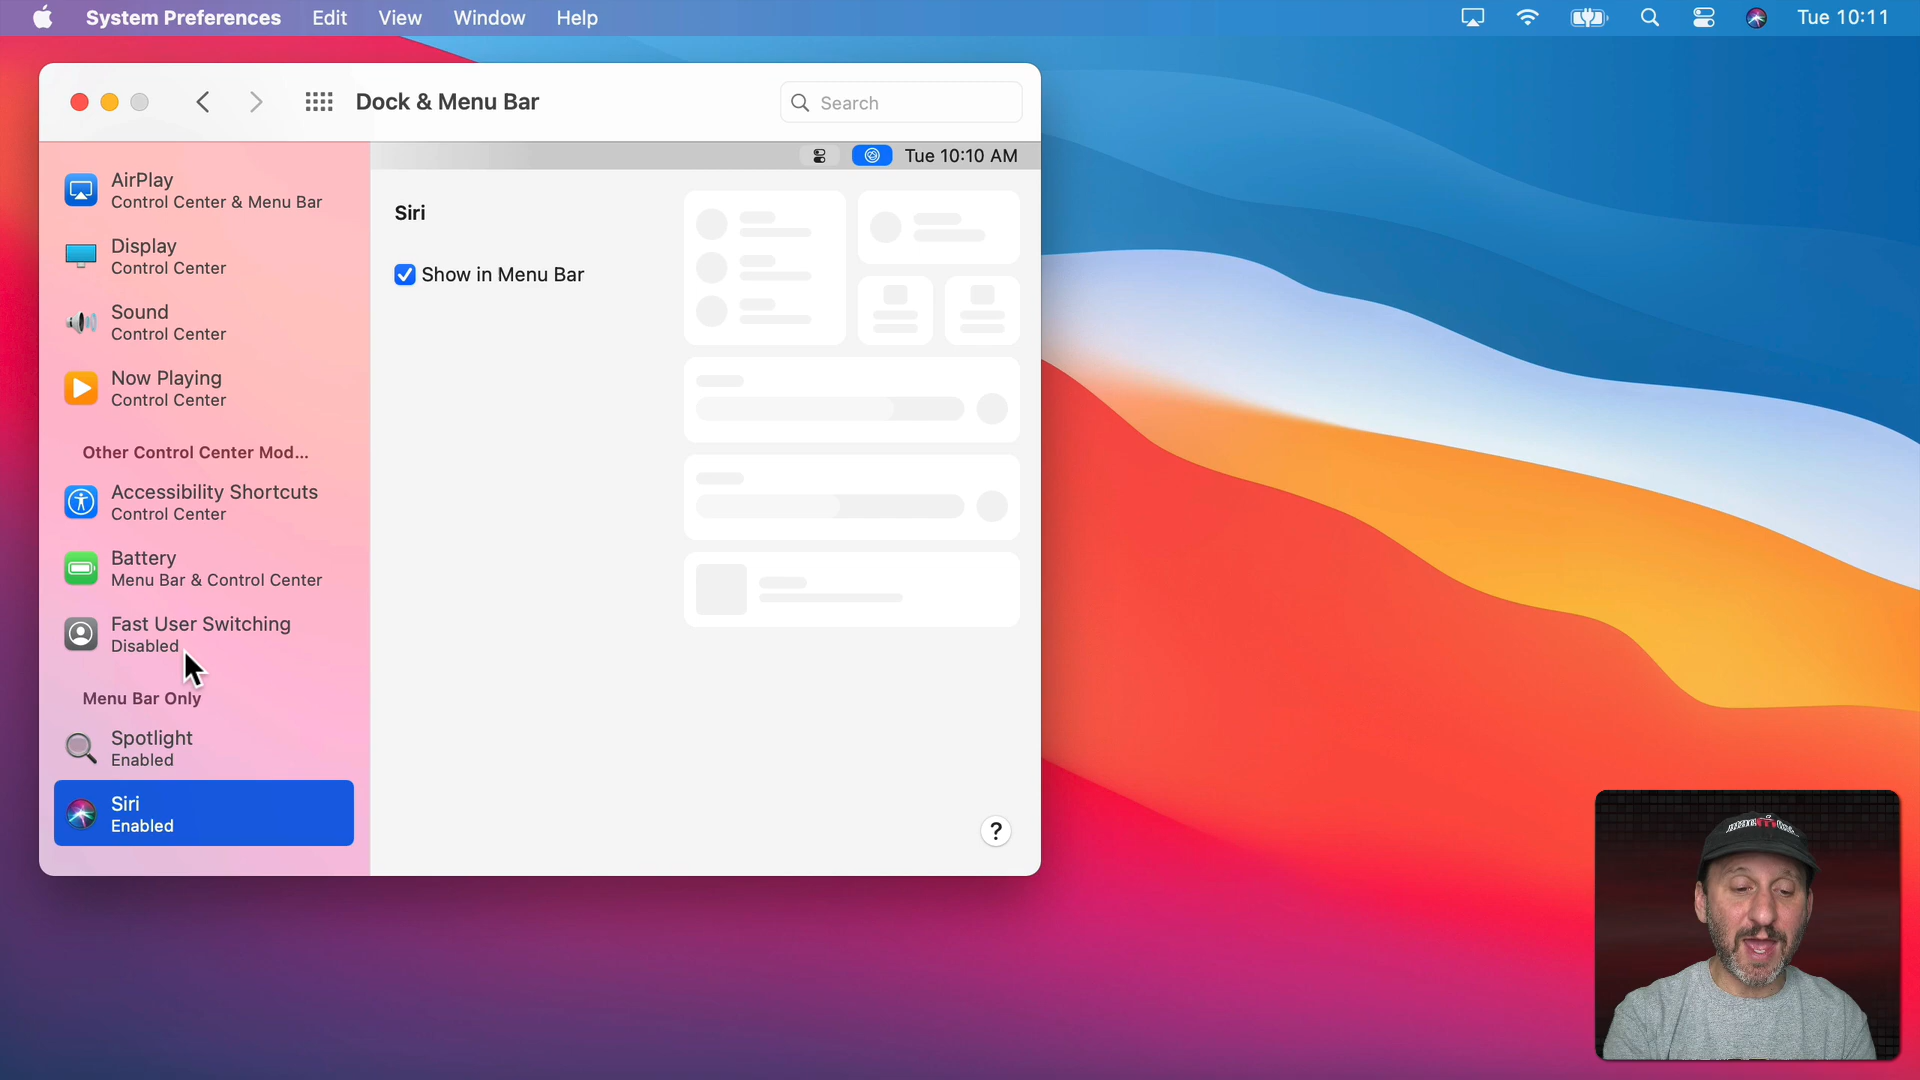 System Preferences Edit View Window Help Tue 10:11
Dock & Menu Bar
Search
Tue 10:10 AM
AirPlay
Control Center & Menu Bar
Display
Control Center
Sound
Control Center
Now Playing
Control Center
Other Control Center Mod...
Accessibility Shortcuts
Control Center
Battery
Menu Bar & Control Center
Fast User Switching
Disabled
Menu Bar Only
Spotlight
Enabled
Siri
Enabled
Siri
Show in Menu Bar
?